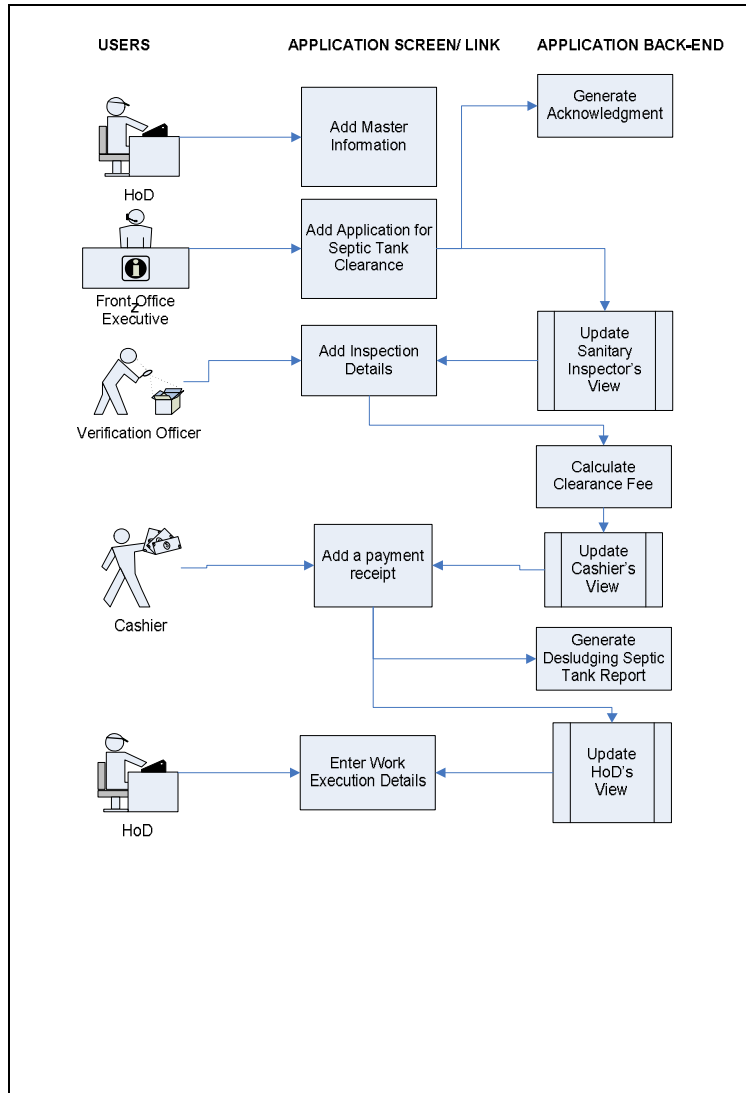 USERS
APPLICATION SCREEN/ LINK
APPLICATION BACK-END
Generate
Acknowledgment
Add Master
Information
HoD
Add Application for
Septic Tank
Clearance
i
Front Office
z
Executive
Update
Sanitary
Inspector's
View
Add Inspection
Details
Verification Officer
Calculate
Clearance Fee
Add a payment
receipt
Update
Cashier's
View
Cashier
Generate
Desludging Septic
Tank Report
Enter Work
Execution Details
Update
HoD's
View
HoD